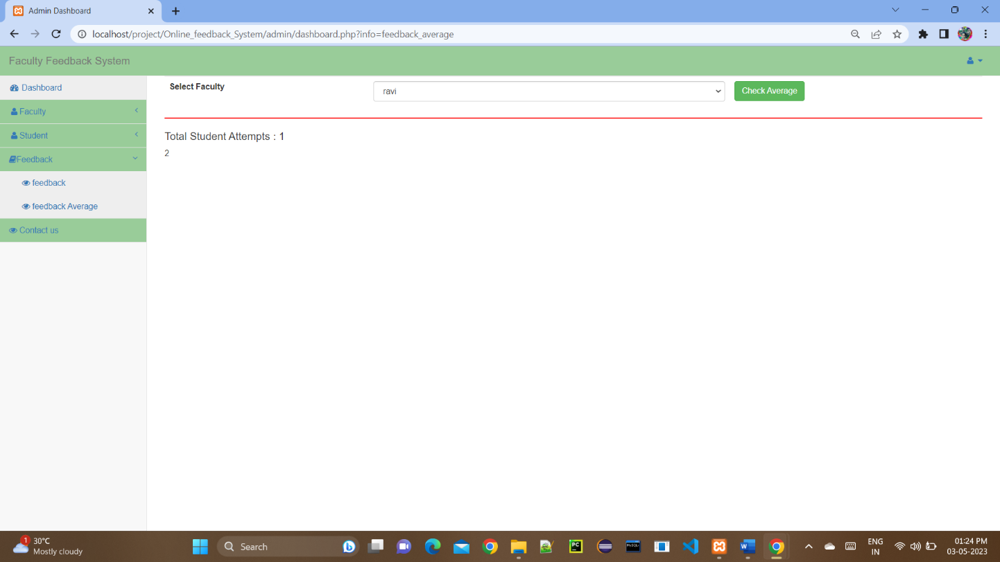 Admin Dashboard
localhost/project/Online_feedback_System/admin/dashboard.php?info=feedback_average
Faculty Feedback System
Dashboard
Faculty
Student
Feedback
feedback
feedback Average
Contact us
Select Faculty
ravi
Check Average
Total Student Attempts : 1
2
1
30°C
Mostly cloudy
Search
PC
MySQL
W
ENG
IN
01:24 PM
03-05-2023